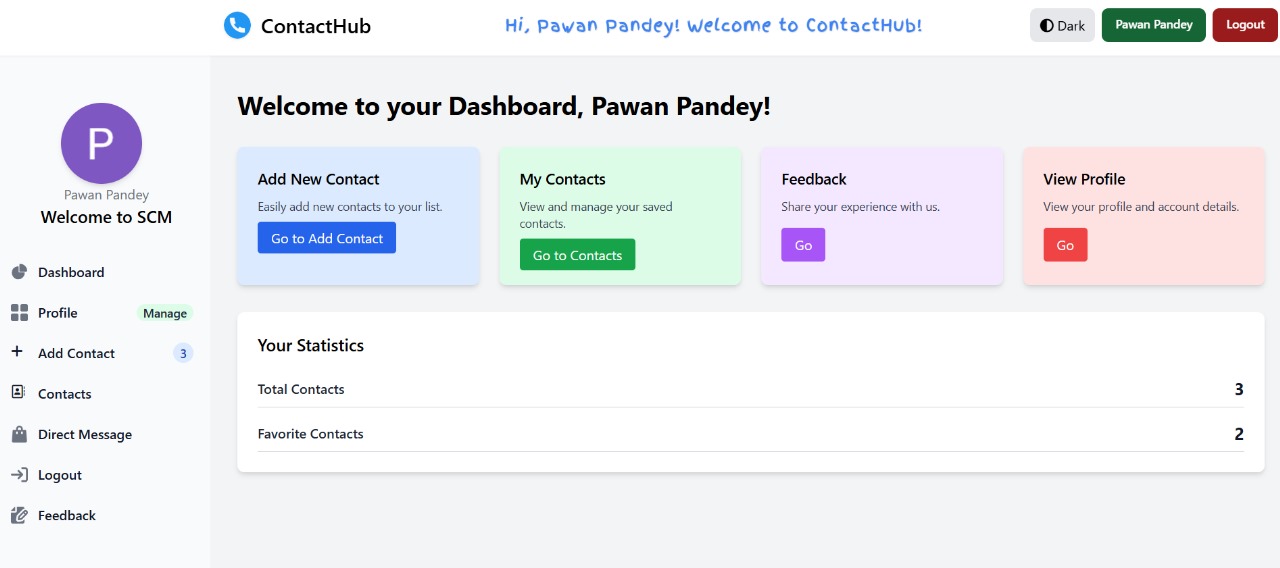 ContactHub
Hi, Pawan Pandey! Welcome to ContactHub!
Dark
Pawan Pandey
Logout
P
Pawan Pandey
Welcome to SCM
Dashboard
Profile
Manage
Add Contact
3
Contacts
Direct Message
Logout
Feedback
Welcome to your Dashboard, Pawan Pandey!
Add New Contact
Easily add new contacts to your list.
Go to Add Contact
My Contacts
View and manage your saved
contacts.
Go to Contacts
Feedback
Share your experience with us.
Go
View Profile
View your profile and account details.
Go
Your Statistics
Total Contacts
3
Favorite Contacts
2